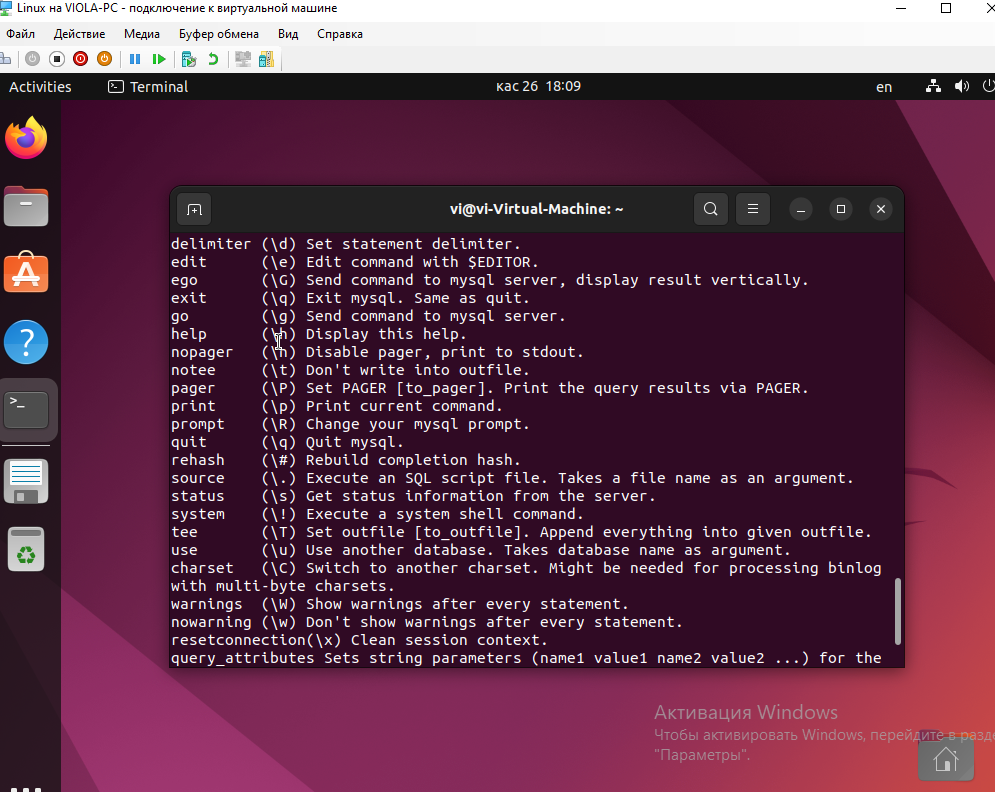 Linux на VIOLA-PC - подключение к виртуальной машине
Файл Действие Медиа Буфер обмена Вид Справка
Activities Terminal кас 26 18:09 en
vi@vi-Virtual-Machine: ~
delimiter (\d) Set statement delimiter.
edit (\e) Edit command with $EDITOR.
ego (\G) Send command to mysql server, display result vertically.
exit (\q) Exit mysql. Same as quit.
go (\g) Send command to mysql server.
help (\h) Display this help.
nopager (\n) Disable pager, print to stdout.
notee (\t) Don't write into outfile.
pager (\P) Set PAGER [to_pager]. Print the query results via PAGER.
print (\p) Print current command.
prompt (\R) Change your mysql prompt.
quit (\q) Quit mysql.
rehash (\#) Rebuild completion hash.
source (\.) Execute an SQL script file. Takes a file name as an argument.
status (\s) Get status information from the server.
system (\!) Execute a system shell command.
tee (\T) Set outfile [to_outfile]. Append everything into given outfile.
use (\u) Use another database. Takes database name as argument.
charset (\C) Switch to another charset. Might be needed for processing binlog
with multi-byte charsets.
warnings (\W) Show warnings after every statement.
nowarning (\w) Don't show warnings after every statement.
resetconnection(\x) Clean session context.
query_attributes Sets string parameters (name1 value1 name2 value2 ...) for the
Активация Windows
Чтобы активировать Windows, перейдите в разде
"Параметры".